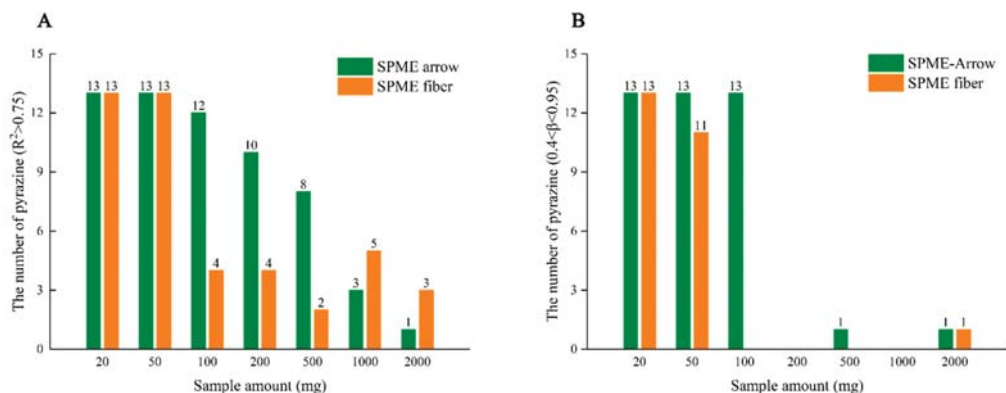 A
The number of pyrazine (R²>0.75)
15
12
9
6
3
0
SPME arrow
SPME fiber
13 13 13 13 12 4 10 4 8 2 3 5 1 3
20 50 100 200 500 1000 2000
Sample amount (mg)
B
The number of pyrazine (0.4<β<0.95)
15
12
9
6
3
0
SPME-Arrow
SPME fiber
13 13 13 11 13 1 1 1
20 50 100 200 500 1000 2000
Sample amount (mg)